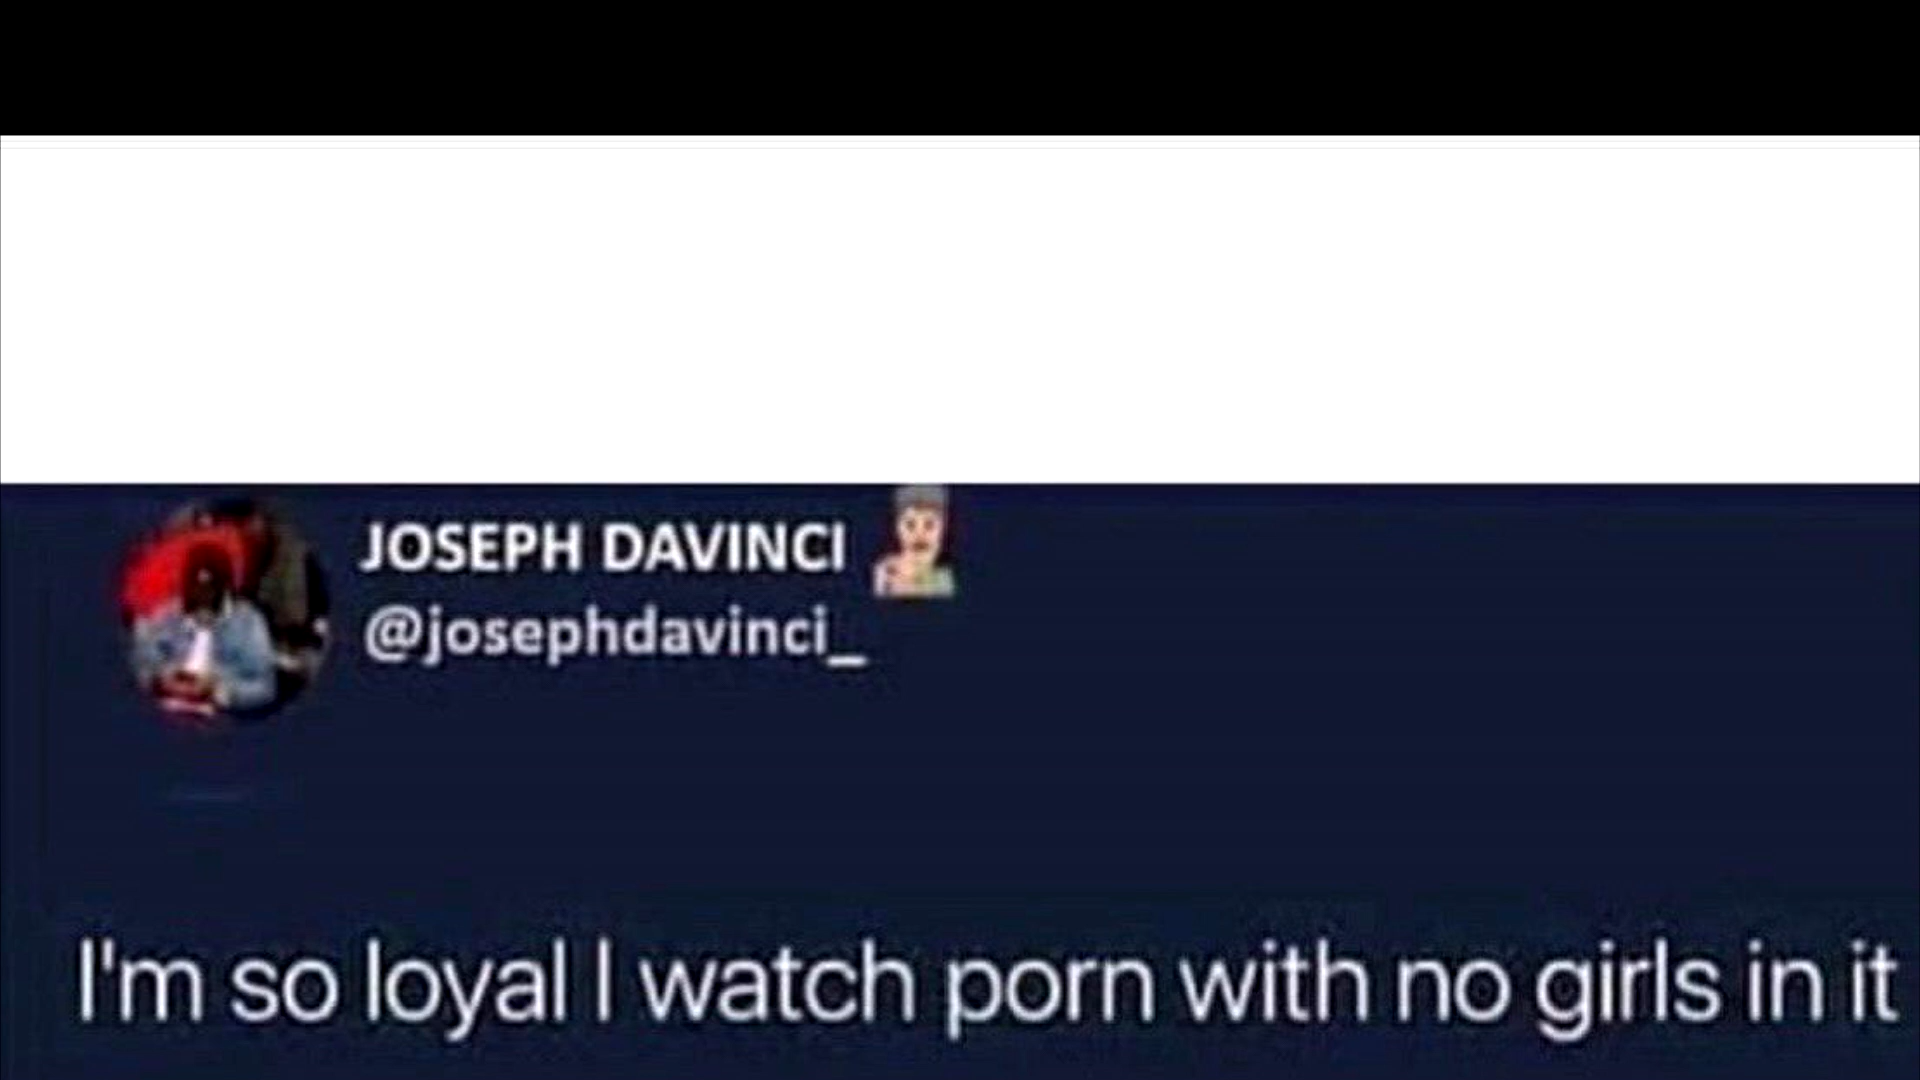 JOSEPH DAVINCI
@josephdavinci_
I'm so loyal I watch porn with no girls in it